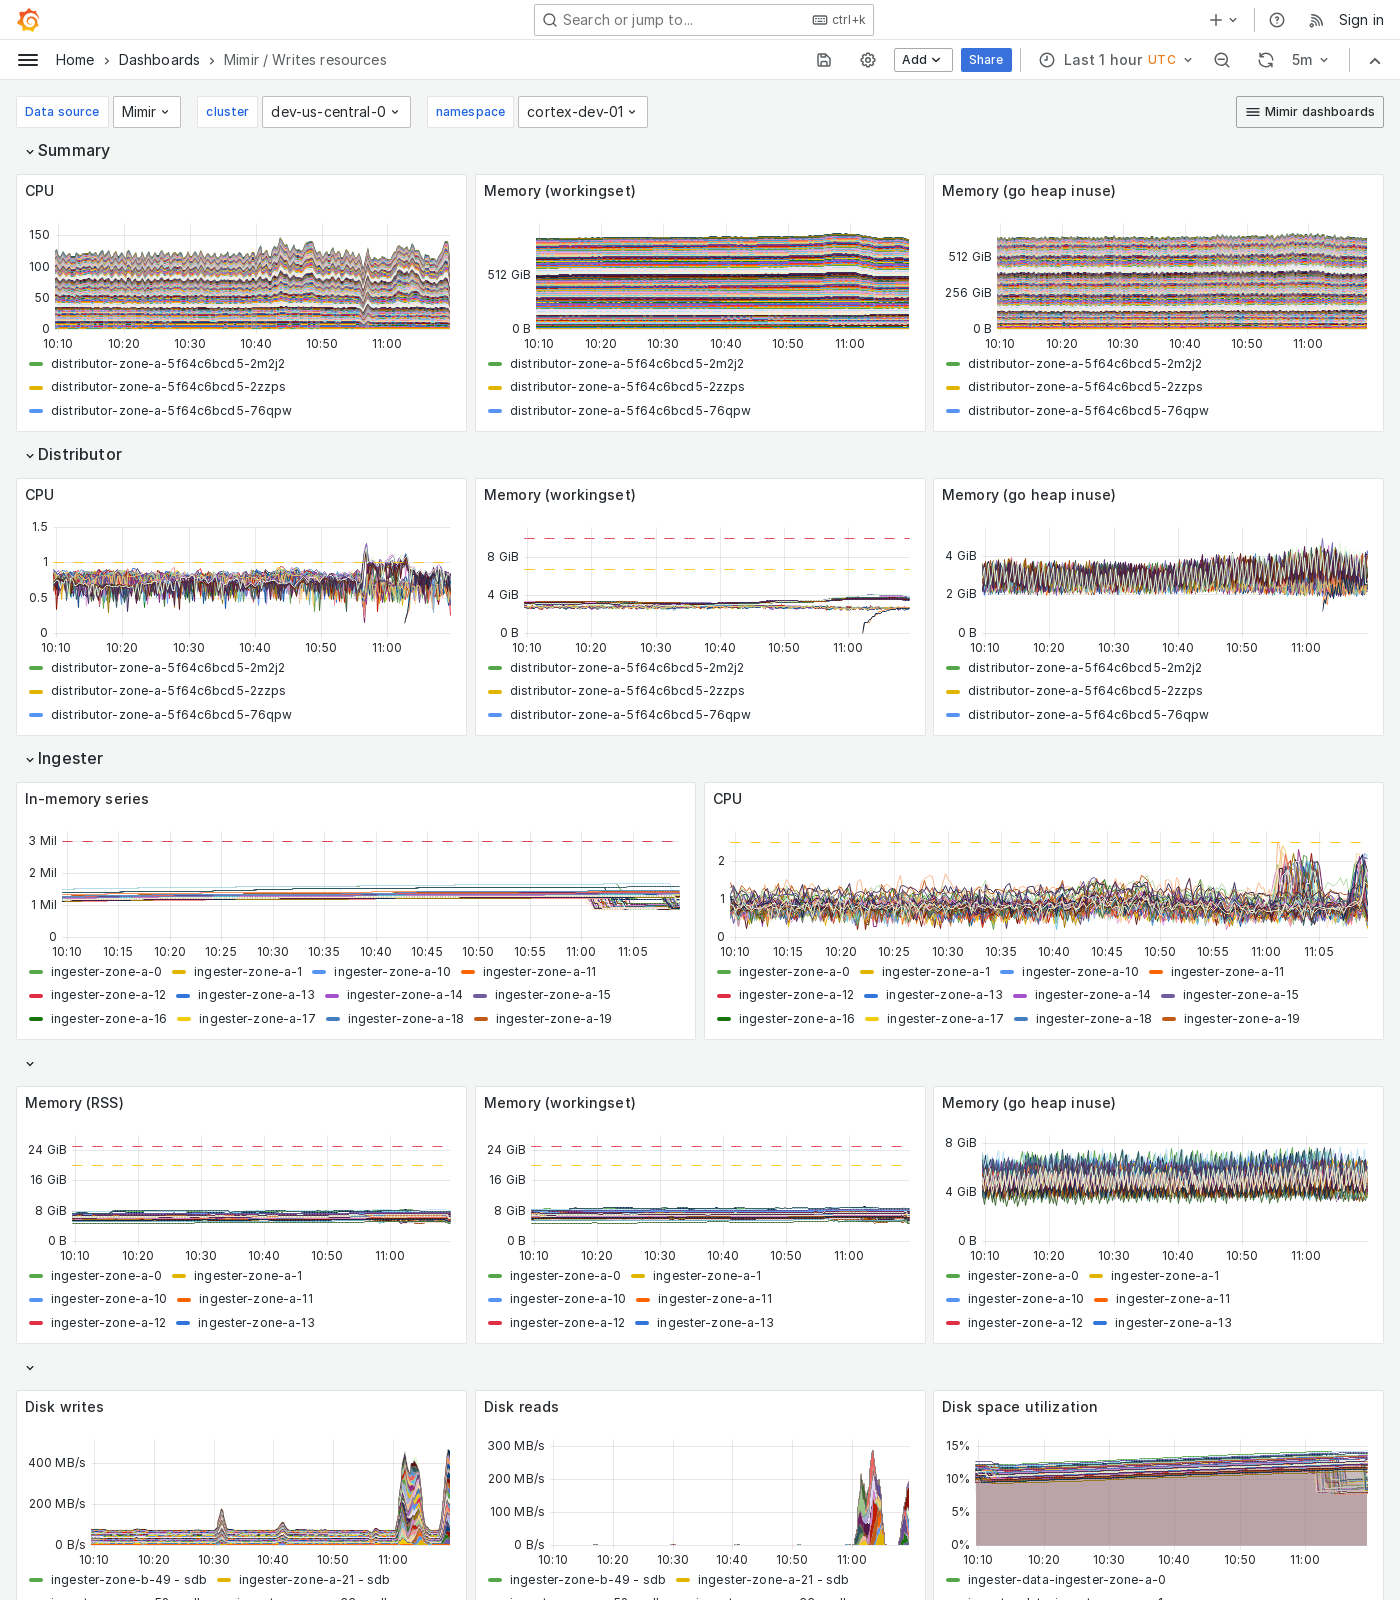 Search or jump to...
ctrl+k
Sign in
Home > Dashboards > Mimir / Writes resources
Add
Share
Last 1 hour UTC
5m
Data source
Mimir
cluster
dev-us-central-0
namespace
cortex-dev-01
Mimir dashboards
Summary
CPU
150
100
50
0
10:10 10:20 10:30 10:40 10:50 11:00
distributor-zone-a-5f64c6bcd5-2m2j2
distributor-zone-a-5f64c6bcd5-2zzps
distributor-zone-a-5f64c6bcd5-76qpw
Memory (workingset)
512 GiB
0 B
10:10 10:20 10:30 10:40 10:50 11:00
distributor-zone-a-5f64c6bcd5-2m2j2
distributor-zone-a-5f64c6bcd5-2zzps
distributor-zone-a-5f64c6bcd5-76qpw
Memory (go heap inuse)
512 GiB
256 GiB
0 B
10:10 10:20 10:30 10:40 10:50 11:00
distributor-zone-a-5f64c6bcd5-2m2j2
distributor-zone-a-5f64c6bcd5-2zzps
distributor-zone-a-5f64c6bcd5-76qpw
Distributor
CPU
1.5
1
0.5
0
10:10 10:20 10:30 10:40 10:50 11:00
distributor-zone-a-5f64c6bcd5-2m2j2
distributor-zone-a-5f64c6bcd5-2zzps
distributor-zone-a-5f64c6bcd5-76qpw
Memory (workingset)
8 GiB
4 GiB
0 B
10:10 10:20 10:30 10:40 10:50 11:00
distributor-zone-a-5f64c6bcd5-2m2j2
distributor-zone-a-5f64c6bcd5-2zzps
distributor-zone-a-5f64c6bcd5-76qpw
Memory (go heap inuse)
4 GiB
2 GiB
0 B
10:10 10:20 10:30 10:40 10:50 11:00
distributor-zone-a-5f64c6bcd5-2m2j2
distributor-zone-a-5f64c6bcd5-2zzps
distributor-zone-a-5f64c6bcd5-76qpw
Ingester
In-memory series
3 Mil
2 Mil
1 Mil
0
10:10 10:15 10:20 10:25 10:30 10:35 10:40 10:45 10:50 10:55 11:00 11:05
ingester-zone-a-0 ingester-zone-a-1 ingester-zone-a-10 ingester-zone-a-11
ingester-zone-a-12 ingester-zone-a-13 ingester-zone-a-14 ingester-zone-a-15
ingester-zone-a-16 ingester-zone-a-17 ingester-zone-a-18 ingester-zone-a-19
CPU
2
1
0
10:10 10:15 10:20 10:25 10:30 10:35 10:40 10:45 10:50 10:55 11:00 11:05
ingester-zone-a-0 ingester-zone-a-1 ingester-zone-a-10 ingester-zone-a-11
ingester-zone-a-12 ingester-zone-a-13 ingester-zone-a-14 ingester-zone-a-15
ingester-zone-a-16 ingester-zone-a-17 ingester-zone-a-18 ingester-zone-a-19
Memory (RSS)
24 GiB
16 GiB
8 GiB
0 B
10:10 10:20 10:30 10:40 10:50 11:00
ingester-zone-a-0 ingester-zone-a-1
ingester-zone-a-10 ingester-zone-a-11
ingester-zone-a-12 ingester-zone-a-13
Memory (workingset)
24 GiB
16 GiB
8 GiB
0 B
10:10 10:20 10:30 10:40 10:50 11:00
ingester-zone-a-0 ingester-zone-a-1
ingester-zone-a-10 ingester-zone-a-11
ingester-zone-a-12 ingester-zone-a-13
Memory (go heap inuse)
8 GiB
4 GiB
0 B
10:10 10:20 10:30 10:40 10:50 11:00
ingester-zone-a-0 ingester-zone-a-1
ingester-zone-a-10 ingester-zone-a-11
ingester-zone-a-12 ingester-zone-a-13
Disk writes
400 MB/s
200 MB/s
0 B/s
10:10 10:20 10:30 10:40 10:50 11:00
ingester-zone-b-49 - sdb ingester-zone-a-21 - sdb
Disk reads
300 MB/s
200 MB/s
100 MB/s
0 B/s
10:10 10:20 10:30 10:40 10:50 11:00
ingester-zone-b-49 - sdb ingester-zone-a-21 - sdb
Disk space utilization
15%
10%
5%
0%
10:10 10:20 10:30 10:40 10:50 11:00
ingester-data-ingester-zone-a-0